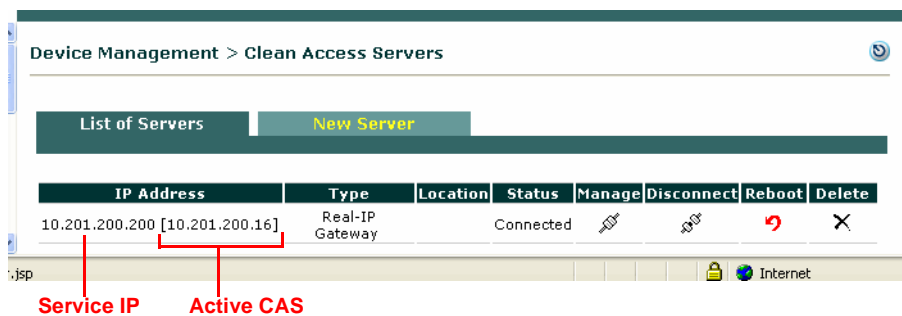 Device Management > Clean Access Servers
List of Servers New Server
IP Address Type Location Status Manage Disconnect Reboot Delete
10.201.200.200 [10.201.200.16] Real-IP Gateway Connected
.jsp Internet
Service IP Active CAS